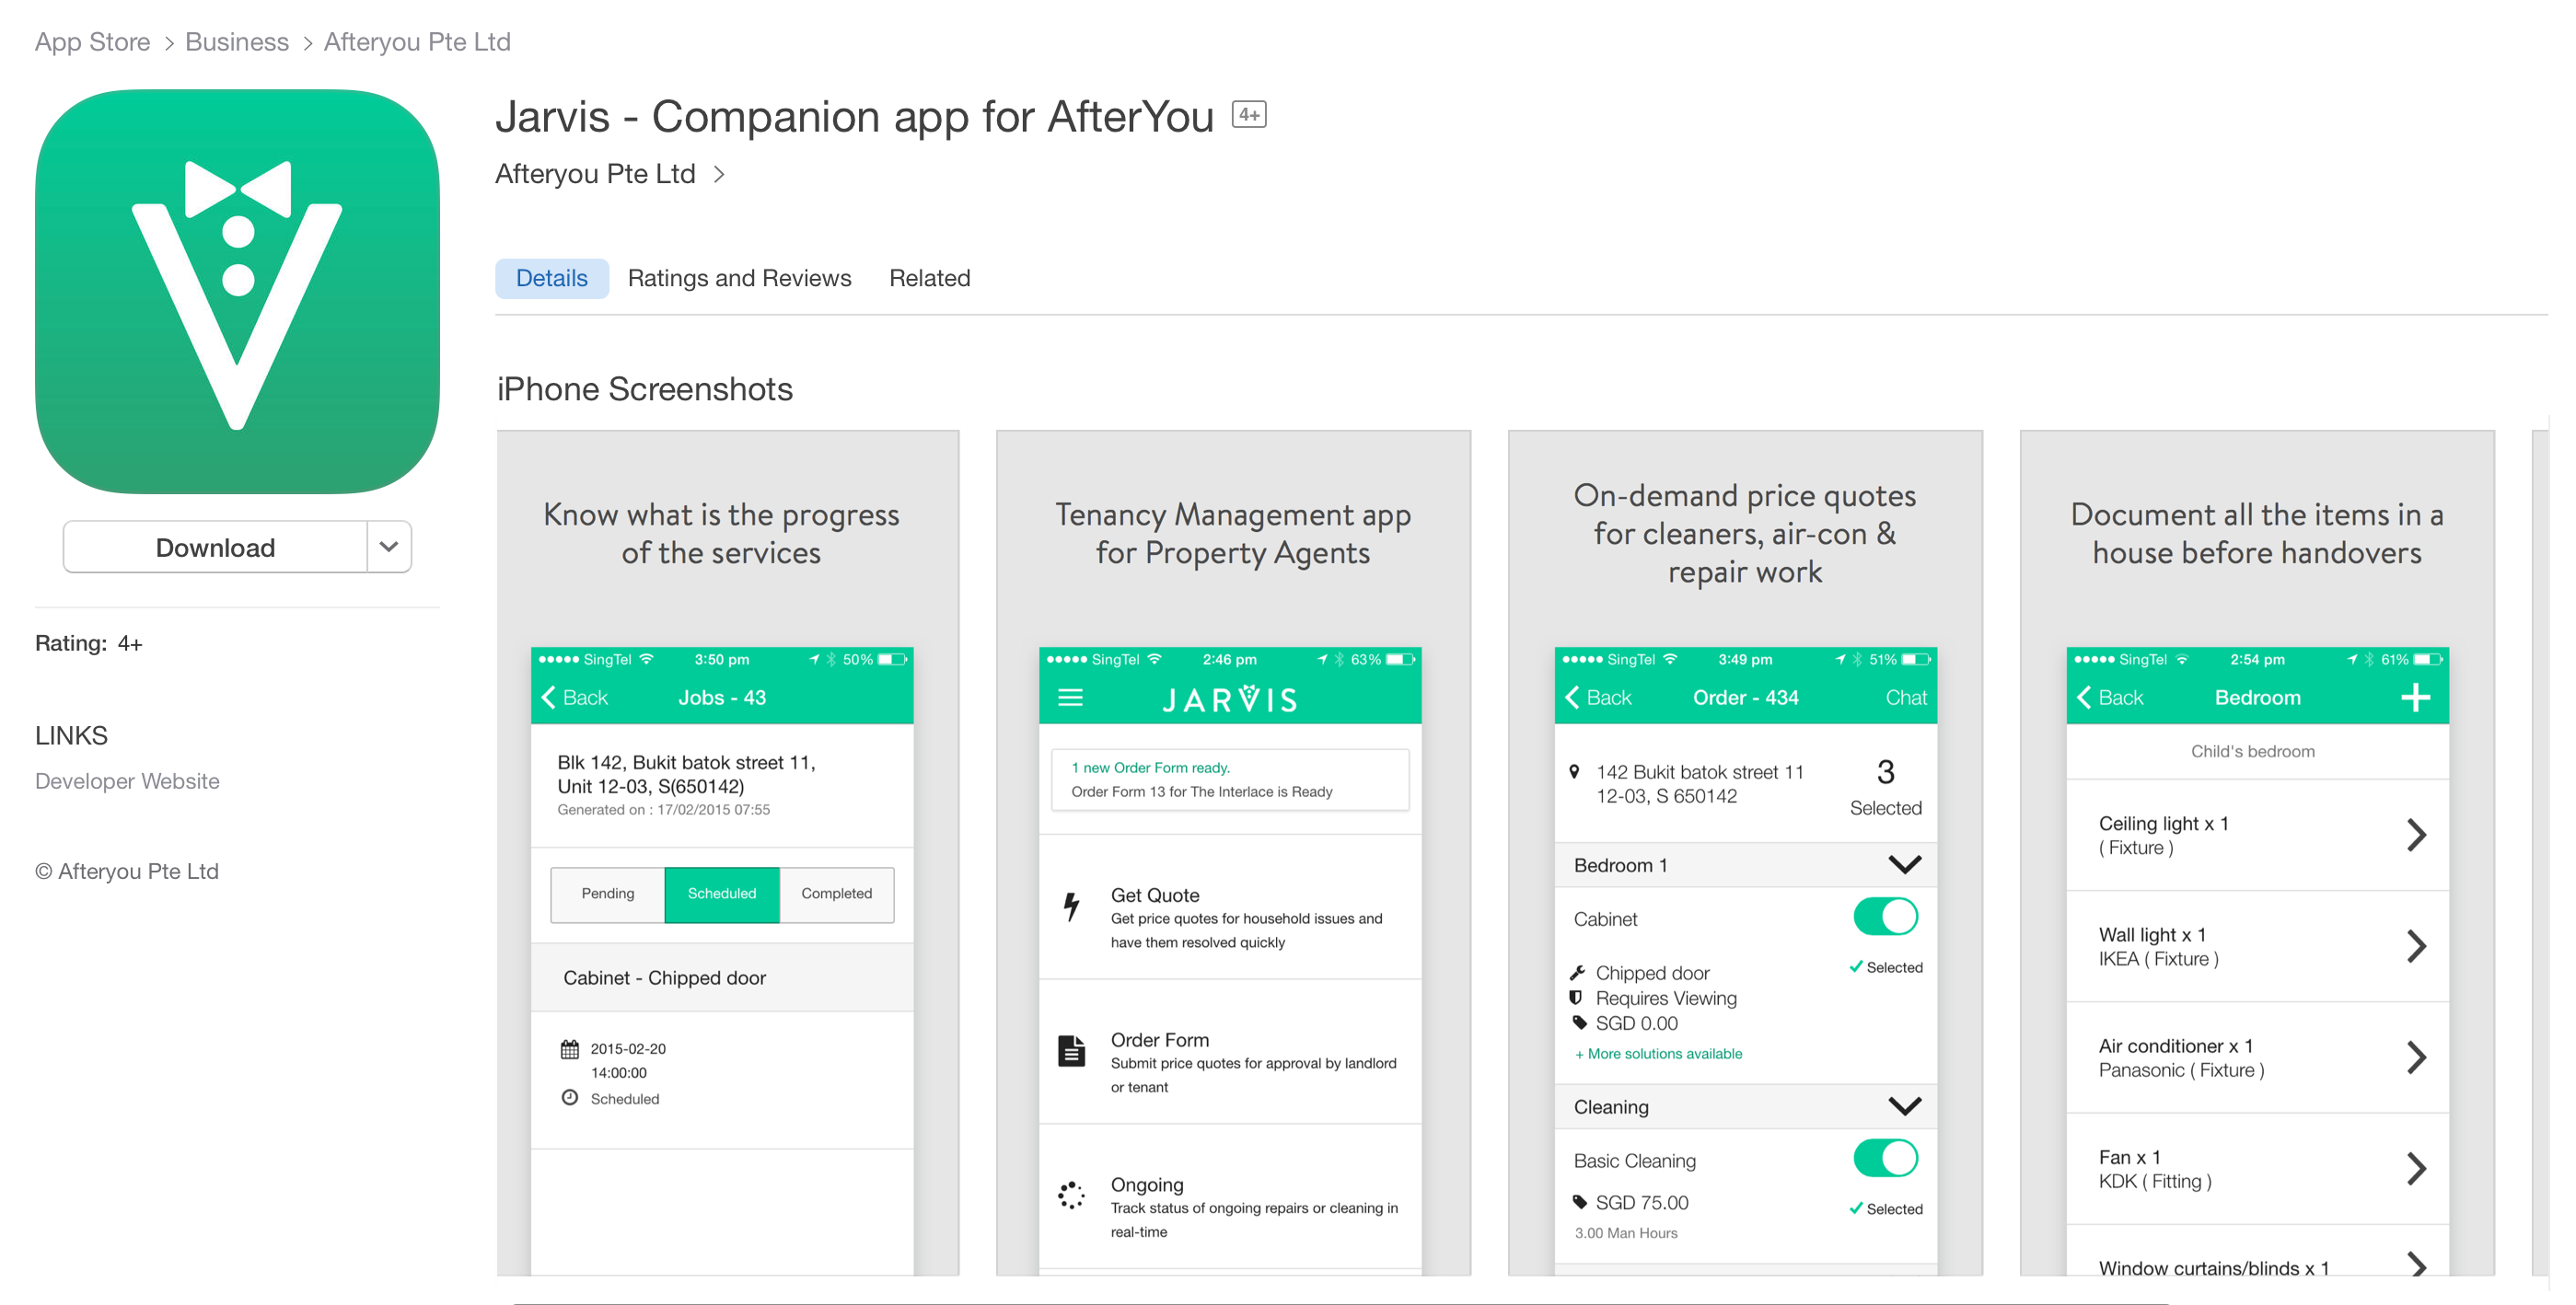 App Store > Business > Afteryou Pte Ltd
Jarvis - Companion app for AfterYou 4+
Afteryou Pte Ltd >
Details Ratings and Reviews Related
Download
Rating: 4+
LINKS
Developer Website
© Afteryou Pte Ltd
iPhone Screenshots
Know what is the progress
of the services
SingTel 3:50 pm 50%
Back Jobs - 43
Blk 142, Bukit batok street 11,
Unit 12-03, S(650142)
Generated on : 17/02/2015 07:55
Pending Scheduled Completed
Cabinet - Chipped door
2015-02-20
14:00:00
Scheduled
Tenancy Management app
for Property Agents
SingTel 2:46 pm 63%
JARVIS
1 new Order Form ready.
Order Form 13 for The Interlace is Ready
Get Quote
Get price quotes for household issues and
have them resolved quickly
Order Form
Submit price quotes for approval by landlord
or tenant
Ongoing
Track status of ongoing repairs or cleaning in
real-time
On-demand price quotes
for cleaners, air-con &
repair work
SingTel 3:49 pm 51%
Back Order - 434 Chat
142 Bukit batok street 11
12-03, S 650142
3
Selected
Bedroom 1
Cabinet
Selected
Chipped door
Requires Viewing
SGD 0.00
+ More solutions available
Cleaning
Basic Cleaning
SGD 75.00
Selected
3.00 Man Hours
Document all the items in a
house before handovers
SingTel 2:54 pm 61%
Back Bedroom +
Child's bedroom
Ceiling light x 1
( Fixture )
Wall light x 1
IKEA ( Fixture )
Air conditioner x 1
Panasonic ( Fixture )
Fan x 1
KDK ( Fitting )
Window curtains/blinds x 1